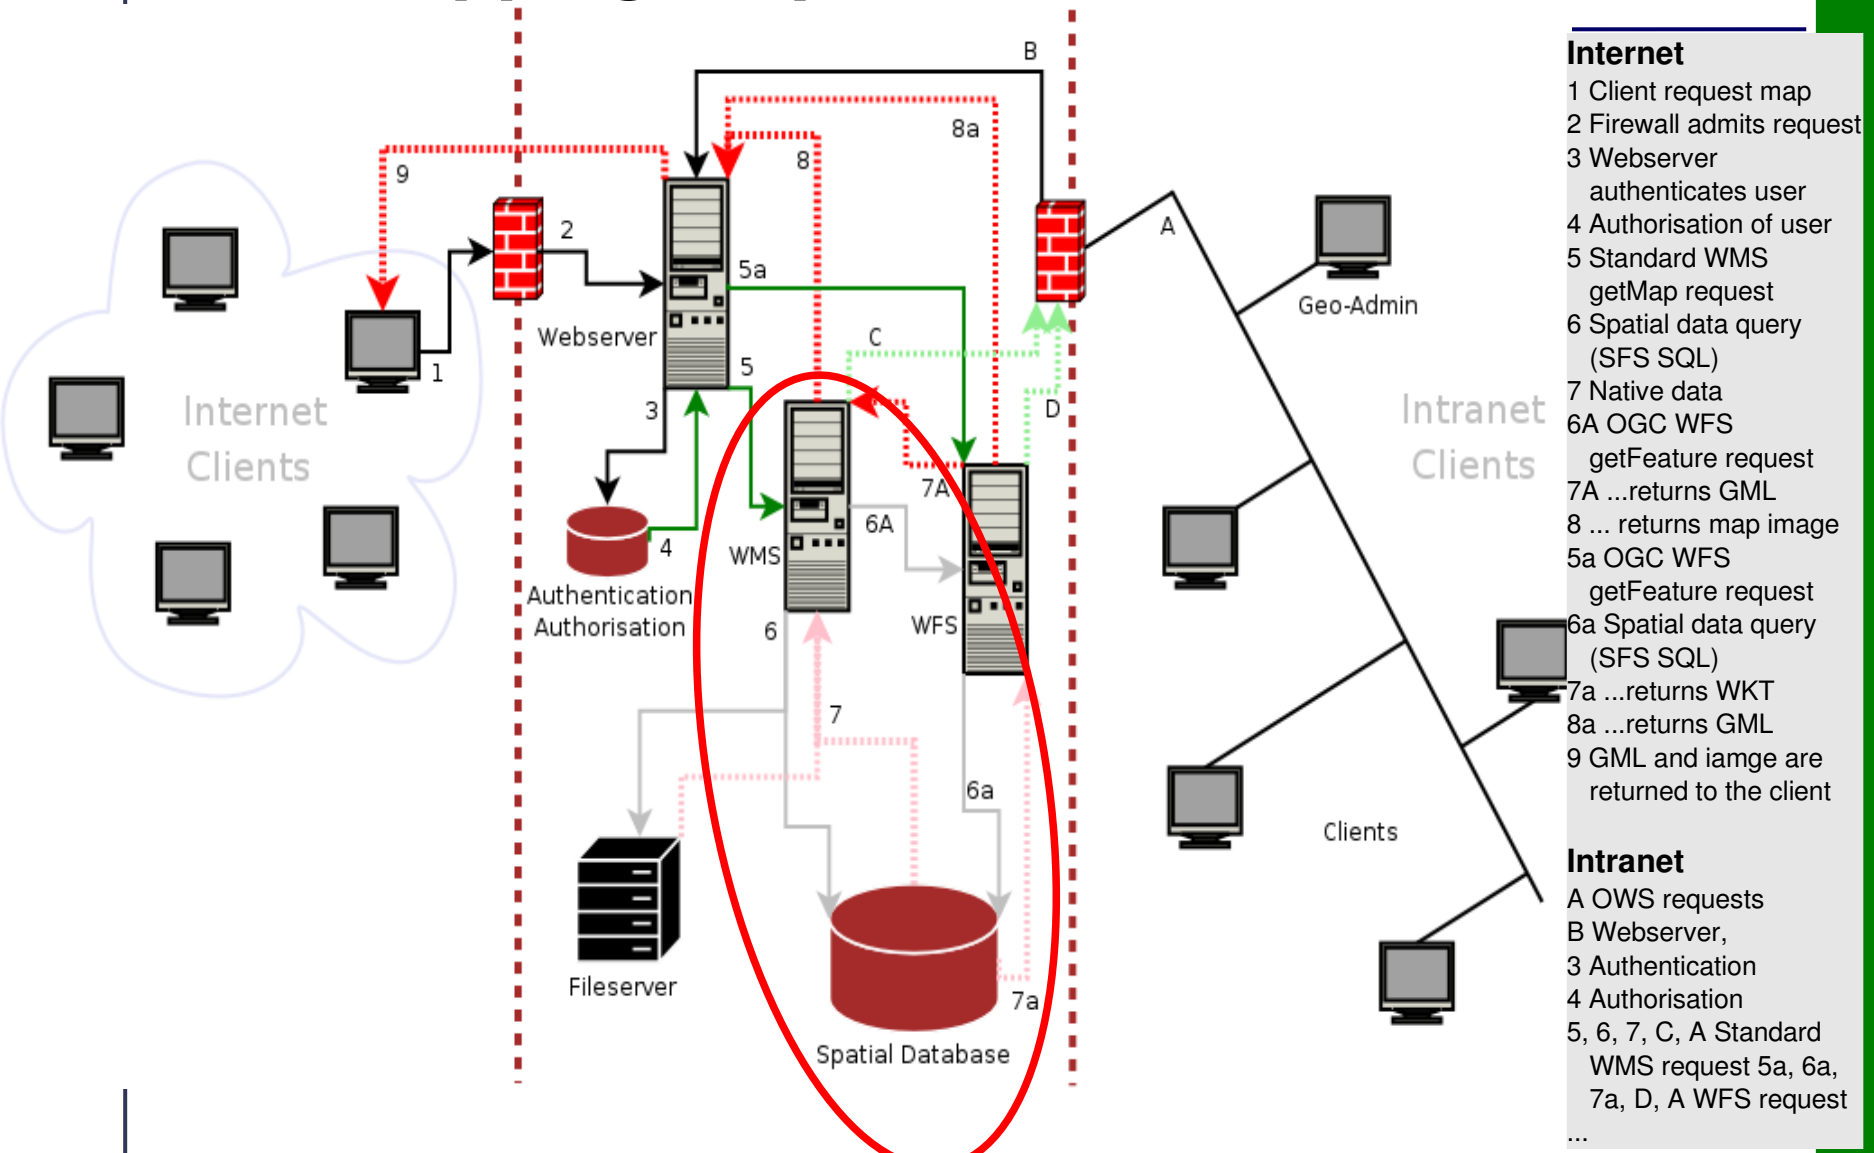 B
8a
8
9
2
A
5a
Geo-Admin
Webserver
C
5
1
3
D
Internet
Clients
Intranet
Clients
7A
6A
4
WMS
Authentication
Authorisation
WFS
6
7
6a
Clients
Fileserver
7a
Spatial Database
Internet
1 Client request map
2 Firewall admits request
3 Webserver
authenticates user
4 Authorisation of user
5 Standard WMS
getMap request
6 Spatial data query
(SFS SQL)
7 Native data
6A OGC WFS
getFeature request
7A ...returns GML
8 ... returns map image
5a OGC WFS
getFeature request
6a Spatial data query
(SFS SQL)
7a ...returns WKT
8a ...returns GML
9 GML and iamge are
returned to the client
Intranet
A OWS requests
B Webserver,
3 Authentication
4 Authorisation
5, 6, 7, C, A Standard
WMS request 5a, 6a,
7a, D, A WFS request
...